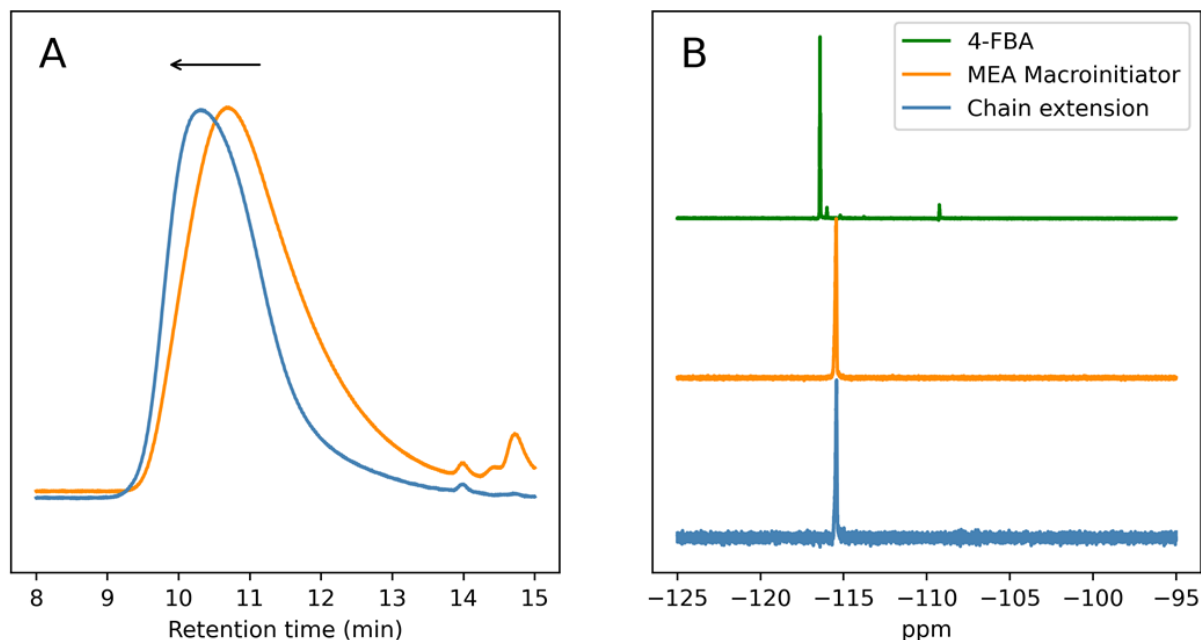 A
8 9 10 11 12 13 14 15
Retention time (min)
B
4-FBA
MEA Macroinitiator
Chain extension
−125 −120 −115 −110 −105 −100 −95
ppm